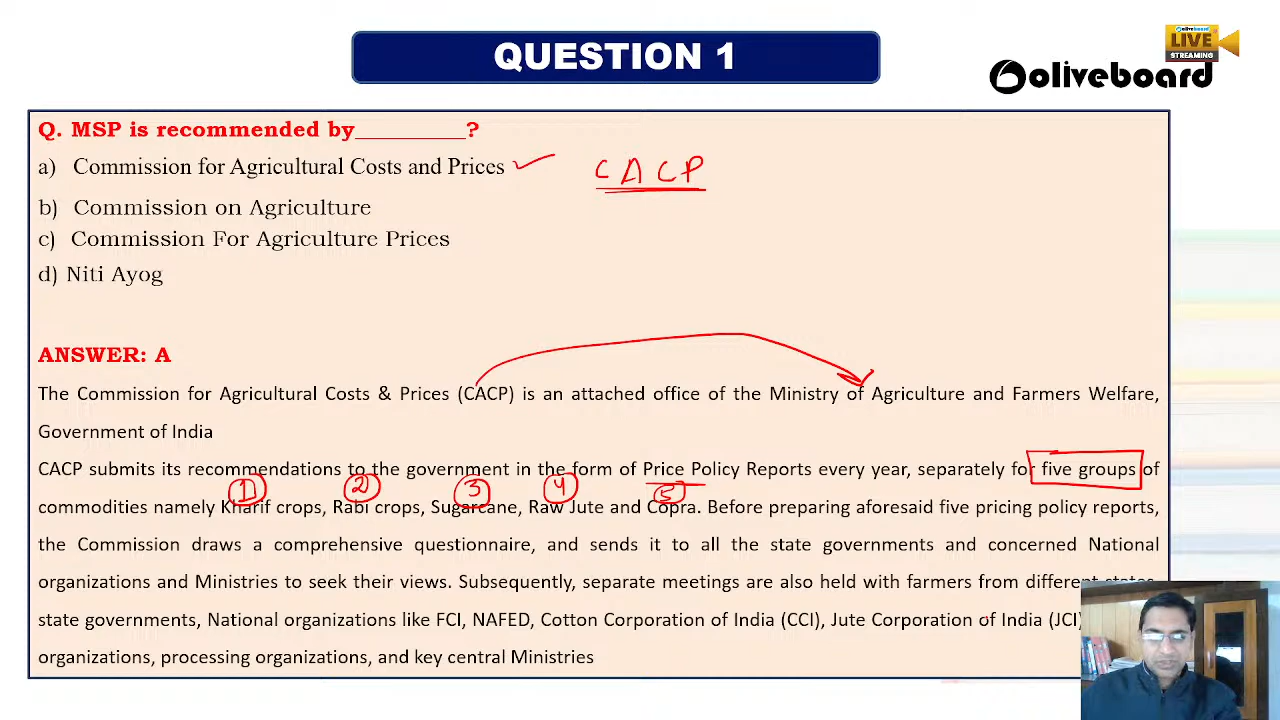 QUESTION 1
oliveboard
LIVE
STREAMING
oliveboard
Q. MSP is recommended by__________?
a) Commission for Agricultural Costs and Prices
CACP
b) Commission on Agriculture
c) Commission For Agriculture Prices
d) Niti Ayog
ANSWER: A
The Commission for Agricultural Costs & Prices (CACP) is an attached office of the Ministry of Agriculture and Farmers Welfare,
Government of India
CACP submits its recommendations to the government in the form of Price Policy Reports every year, separately for five groups of
1 2 3 4 5
commodities namely Kharif crops, Rabi crops, Sugarcane, Raw Jute and Copra. Before preparing aforesaid five pricing policy reports,
the Commission draws a comprehensive questionnaire, and sends it to all the state governments and concerned National
organizations and Ministries to seek their views. Subsequently, separate meetings are also held with farmers from different states,
state governments, National organizations like FCI, NAFED, Cotton Corporation of India (CCI), Jute Corporation of India (JCI)
organizations, processing organizations, and key central Ministries